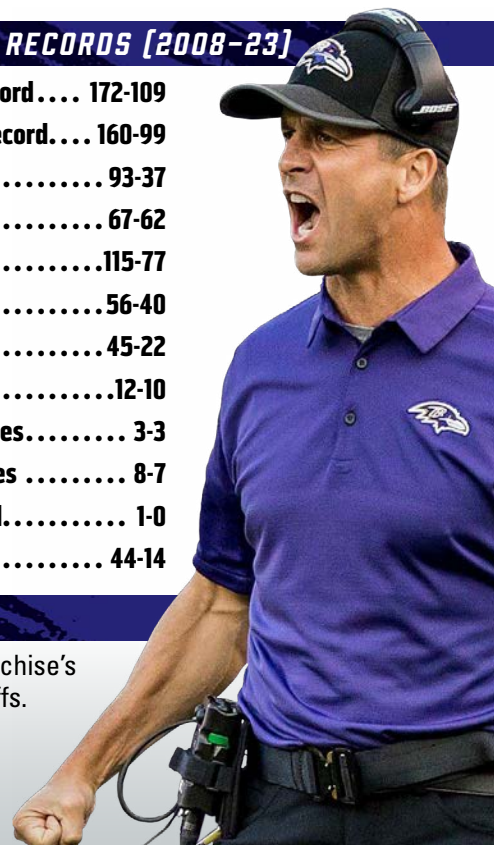 RECORDS (2008–23)
ord.... 172-109
ecord.... 160-99
.......... 93-37
.......... 67-62
..........115-77
.......... 56-40
.......... 45-22
..........12-10
es......... 3-3
es ......... 8-7
l........... 1-0
.......... 44-14
chise's
ffs.
BOSE